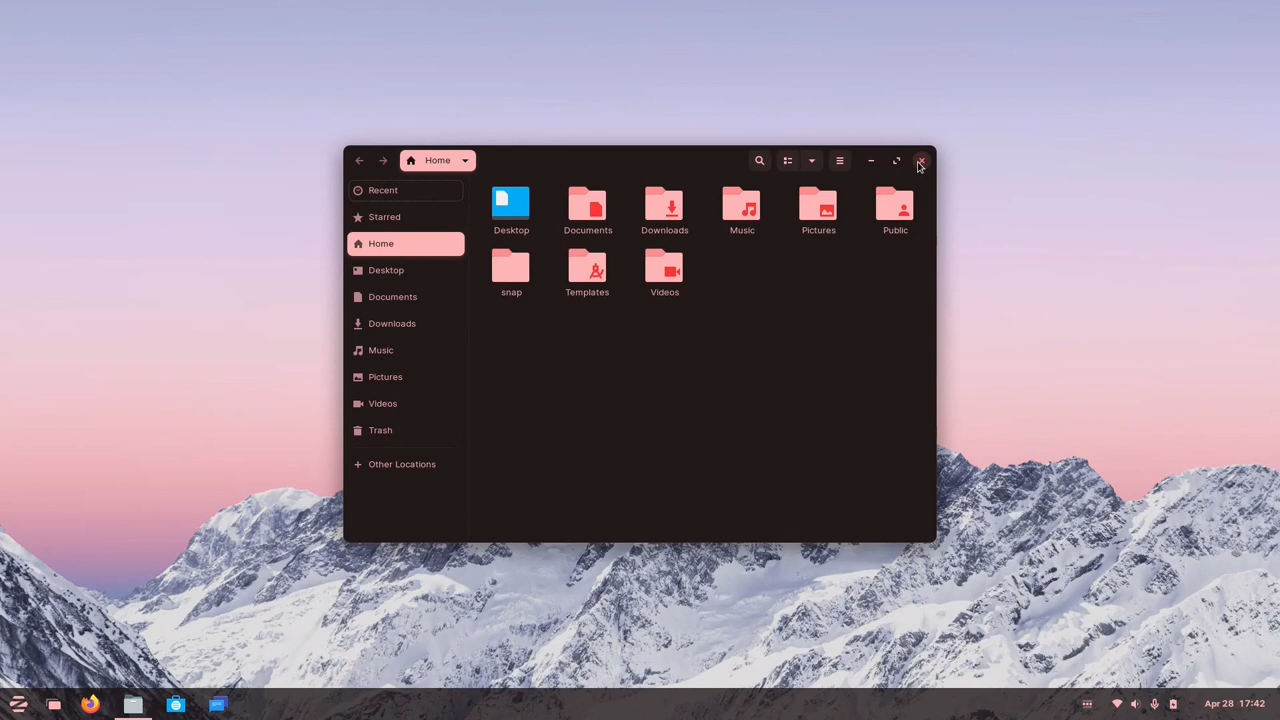 Home
Recent
Starred
Home
Desktop
Documents
Downloads
Music
Pictures
Videos
Trash
Other Locations
Desktop Documents Downloads Music Pictures Public
snap Templates Videos
Apr 28 17:42